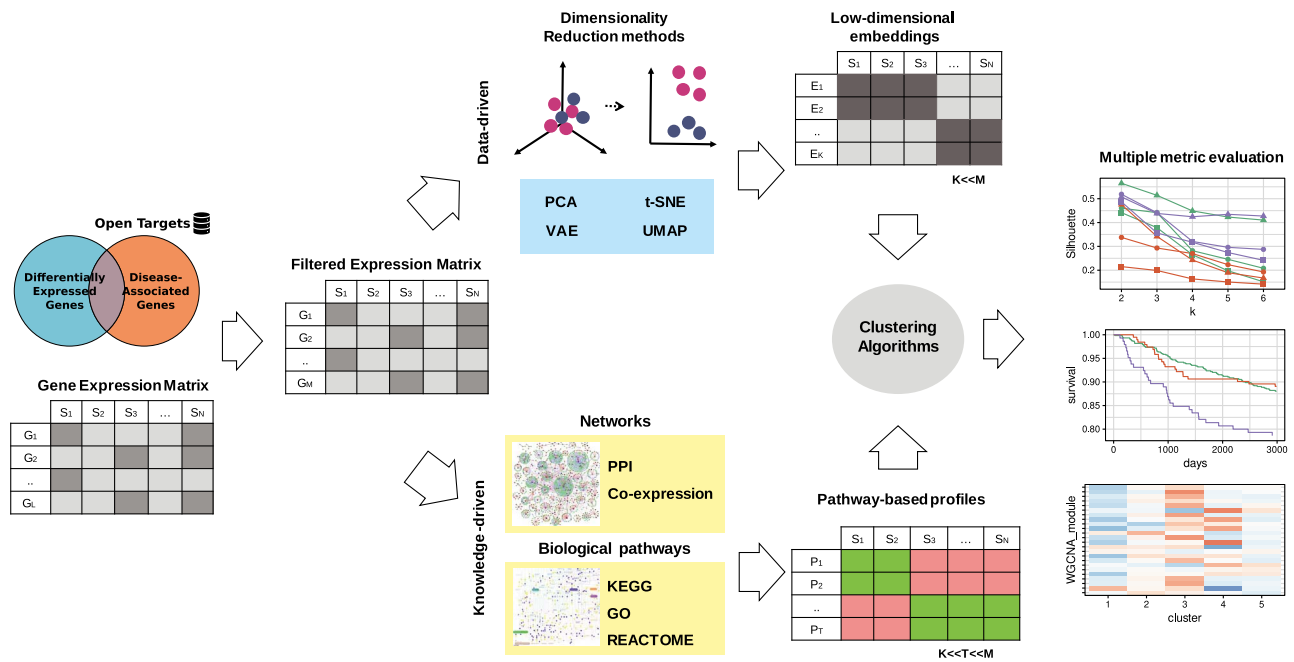 Open Targets
Differentially
Expressed
Genes
Disease-
Associated
Genes
Gene Expression Matrix
S1 S2 S3 ... SN
G1
G2
..
GL
Filtered Expression Matrix
S1 S2 S3 ... SN
G1
G2
..
GM
Data-driven
Dimensionality
Reduction methods
PCA t-SNE
VAE UMAP
Knowledge-driven
Networks
PPI
Co-expression
Biological pathways
KEGG
GO
REACTOME
Low-dimensional
embeddings
S1 S2 S3 ... SN
E1
E2
..
EK
K<<M
Clustering
Algorithms
Pathway-based profiles
S1 S2 S3 ... SN
P1
P2
..
PT
K<<T<<M
Multiple metric evaluation
Silhouette
0.5
0.4
0.3
0.2
2 3 4 5 6
k
survival
1.00
0.95
0.90
0.85
0.80
0 1000 2000 3000
days
WGCNA_module
1 2 3 4 5
cluster